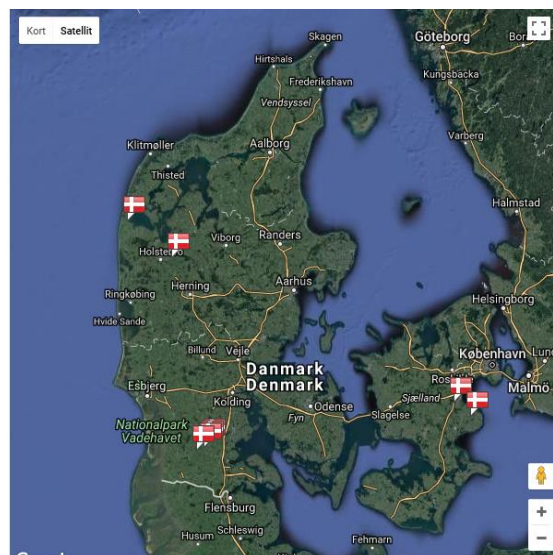 Kort Satellit
Skagen
Göteborg
Hirtshals
Kungsbacka
Frederikshavn
Vendsyssel
Klitmøller
Aalborg
Varberg
Thisted
Halmstad
Viborg
Randers
Herning
Aarhus
Ringkøbing
Helsingborg
Hvide Sande
København
Billund
Vejle
Danmark
Denmark
Malmö
Esbjerg
Kolding
Odense
Sjælland
Slagelse
Fyn
Nationalpark
Vadehavet
Flensburg
Schleswig
Husum
Fehmarn